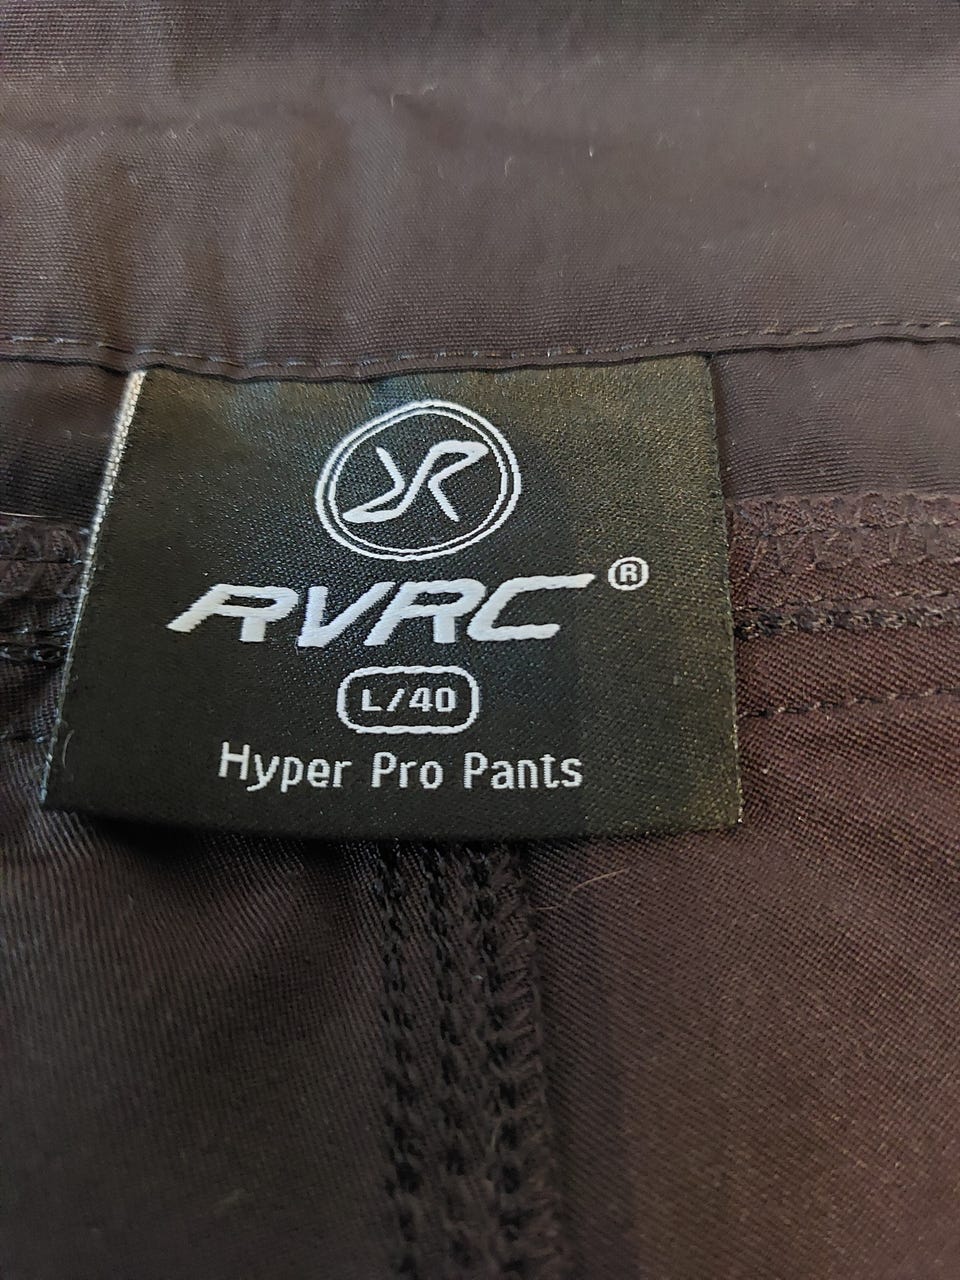 RVRC®
L/40
Hyper Pro Pants